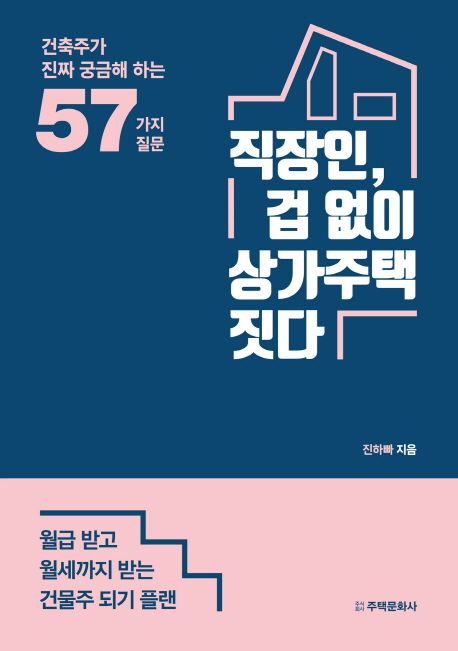 건축주가
진짜 궁금해 하는
57 가지
질문
직장인,
겁 없이
상가주택
짓다
진하빠 지음
월급 받고
월세까지 받는
건물주 되기 플랜
주식
회사 주택문화사